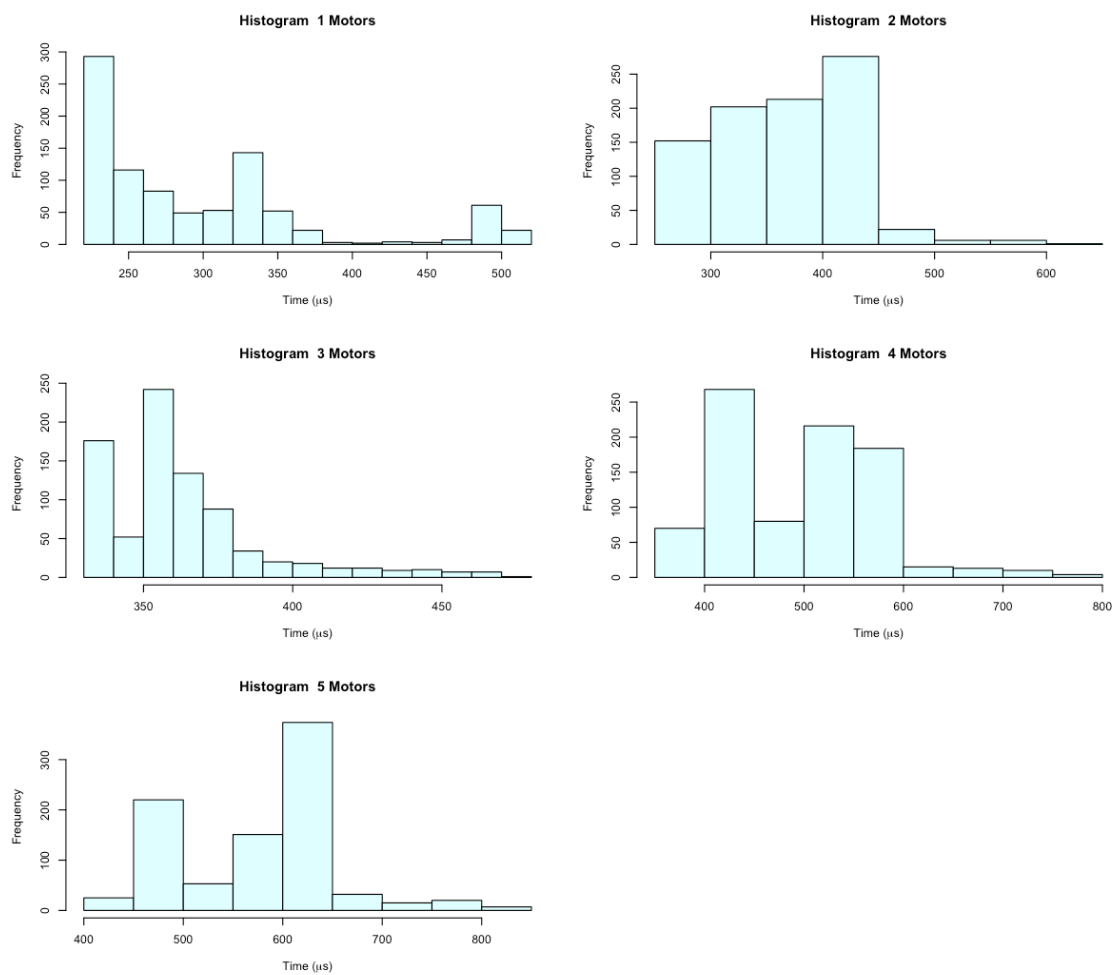 Histogram  1 Motors
Frequency
0 50 100 150 200 250 300
250 300 350 400 450 500
Time (μs)
Histogram  2 Motors
Frequency
0 50 100 150 200 250
300 400 500 600
Time (μs)
Histogram  3 Motors
Frequency
0 50 100 150 200 250
350 400 450
Time (μs)
Histogram  4 Motors
Frequency
0 50 100 150 200 250
400 500 600 700 800
Time (μs)
Histogram  5 Motors
Frequency
0 100 200 300
400 500 600 700 800
Time (μs)